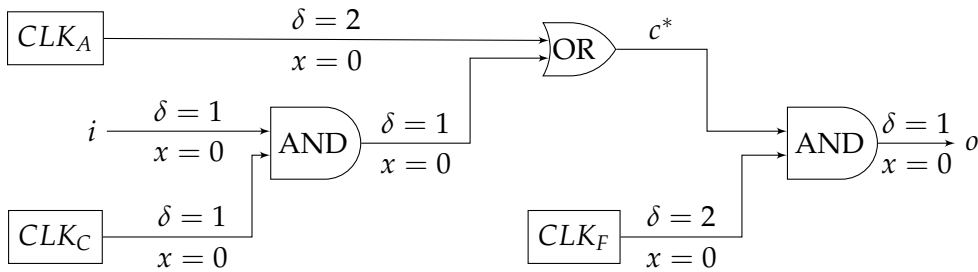 CLK_A
δ = 2
x = 0
OR
c*
i
δ = 1
x = 0
AND
δ = 1
x = 0
AND
δ = 1
x = 0
o
CLK_C
δ = 1
x = 0
CLK_F
δ = 2
x = 0